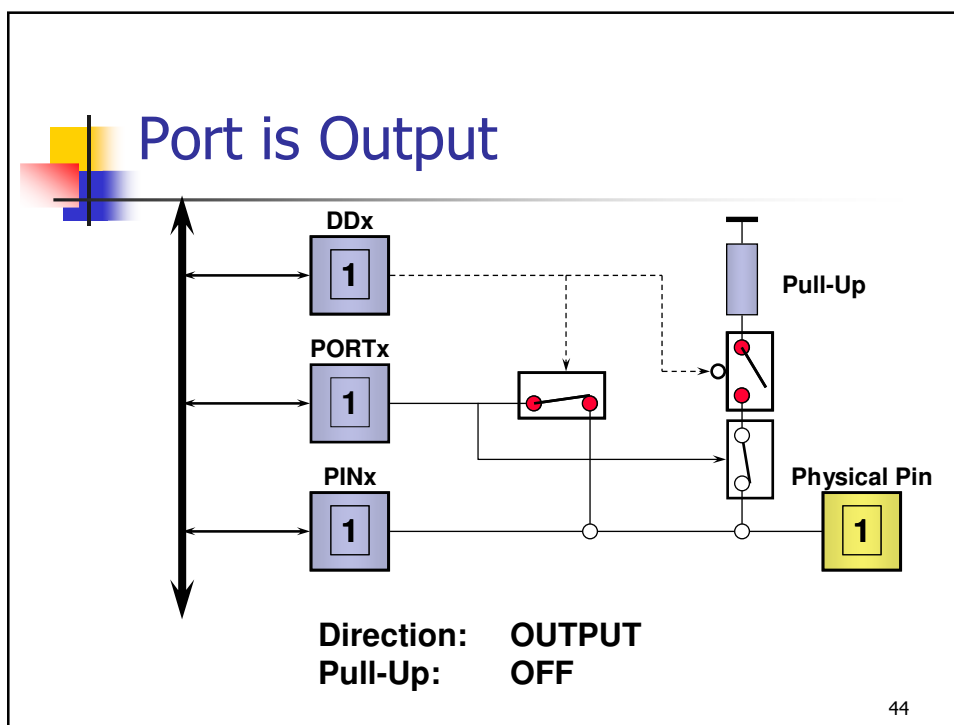 Port is Output
DDx
1
Pull-Up
PORTx
1
PINx
1
Physical Pin
1
Direction: OUTPUT
Pull-Up: OFF
44